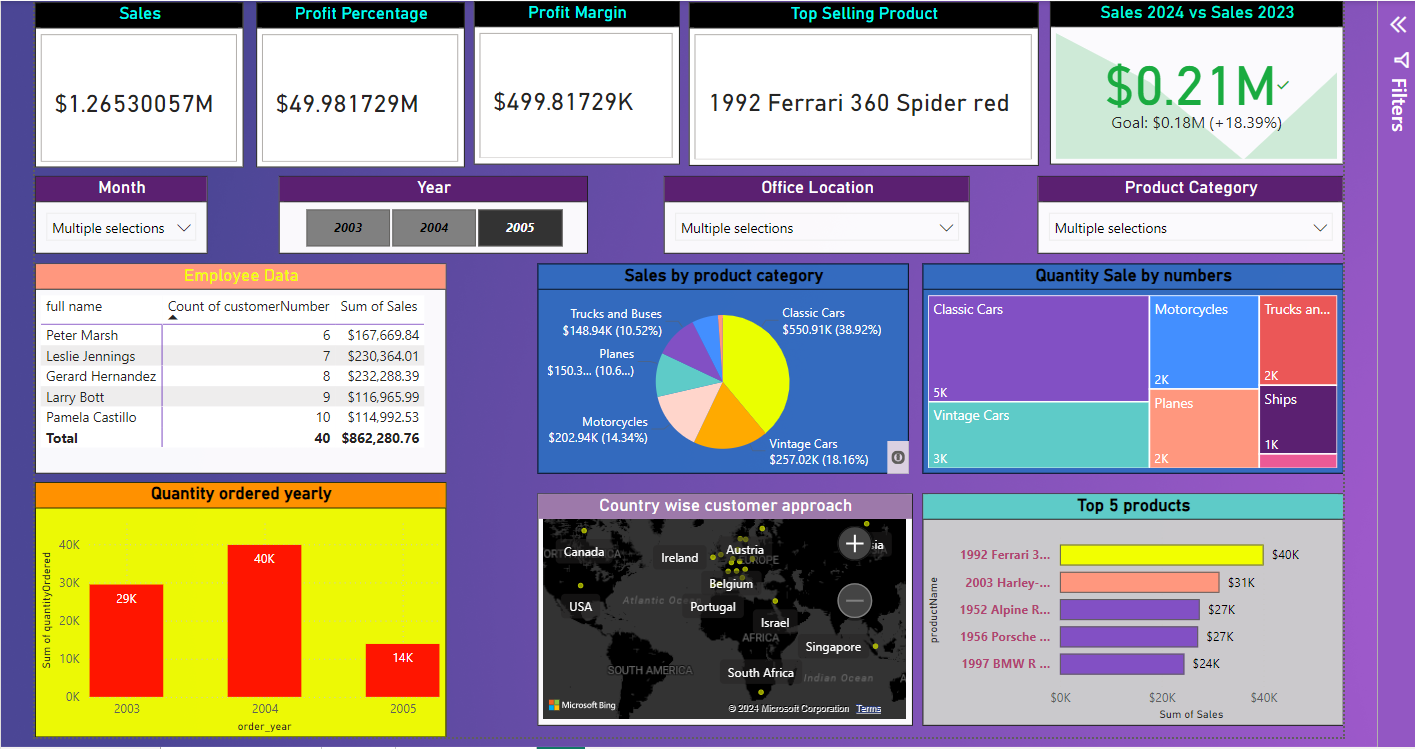 Sales
$1.26530057M
Profit Percentage
$49.981729M
Profit Margin
$499.81729K
Top Selling Product
1992 Ferrari 360 Spider red
Sales 2024 vs Sales 2023
$0.21M
Goal: $0.18M (+18.39%)
Filters
Month
Multiple selections
Year
2003 2004 2005
Office Location
Multiple selections
Product Category
Multiple selections
Employee Data
full name Count of customerNumber Sum of Sales
Peter Marsh 6 $167,669.84
Leslie Jennings 7 $230,364.01
Gerard Hernandez 8 $232,288.39
Larry Bott 9 $116,965.99
Pamela Castillo 10 $114,992.53
Total 40 $862,280.76
Sales by product category
Trucks and Buses
$148.94K (10.52%)
Classic Cars
$550.91K (38.92%)
Planes
$150.3... (10.6...)
Motorcycles
$202.94K (14.34%)
Vintage Cars
$257.02K (18.16%)
Quantity Sale by numbers
Classic Cars
5K
Vintage Cars
3K
Motorcycles
2K
Planes
2K
Trucks an...
2K
Ships
1K
Quantity ordered yearly
Sum of quantityOrdered
40K
30K
20K
10K
0K
29K
40K
14K
2003 2004 2005
order_year
Country wise customer approach
Canada
Ireland
Austria
EUROPE
Belgium
USA
Atlantic
Portugal
Israel
AFRICA
Singapore
SOUTH AMERICA
South Africa
Indian Ocean
Microsoft Bing
© 2024 Microsoft Corporation Terms
Top 5 products
productName
1992 Ferrari 3... $40K
2003 Harley-... $31K
1952 Alpine R... $27K
1956 Porsche ... $27K
1997 BMW R ... $24K
$0K $20K $40K
Sum of Sales